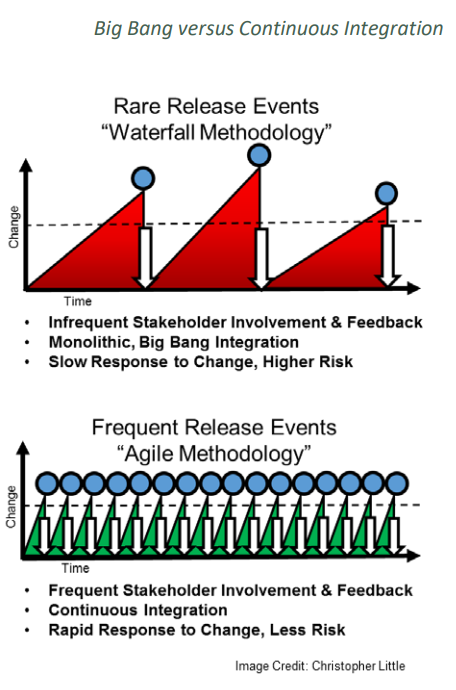 Big Bang versus Continuous Integration
Rare Release Events
“Waterfall Methodology”
Change
Time
• Infrequent Stakeholder Involvement & Feedback
• Monolithic, Big Bang Integration
• Slow Response to Change, Higher Risk
Frequent Release Events
“Agile Methodology”
Change
Time
• Frequent Stakeholder Involvement & Feedback
• Continuous Integration
• Rapid Response to Change, Less Risk
Image Credit: Christopher Little